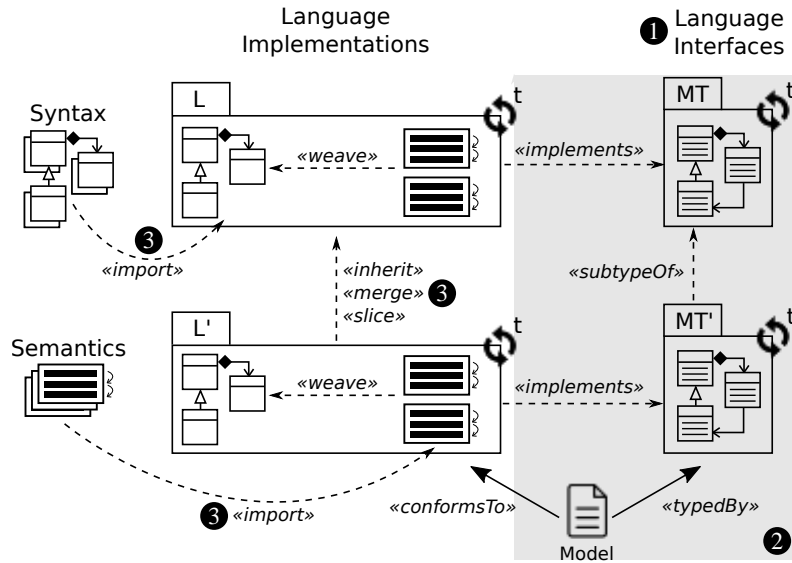 Language
Implementations
1 Language
Interfaces
L
t
MT
t
Syntax
«weave»
«implements»
3
«import»
«inherit»
«merge» 3
«slice»
«subtypeOf»
L'
t
MT'
t
Semantics
«weave»
«implements»
3 «import»
«conformsTo»
«typedBy»
Model
2